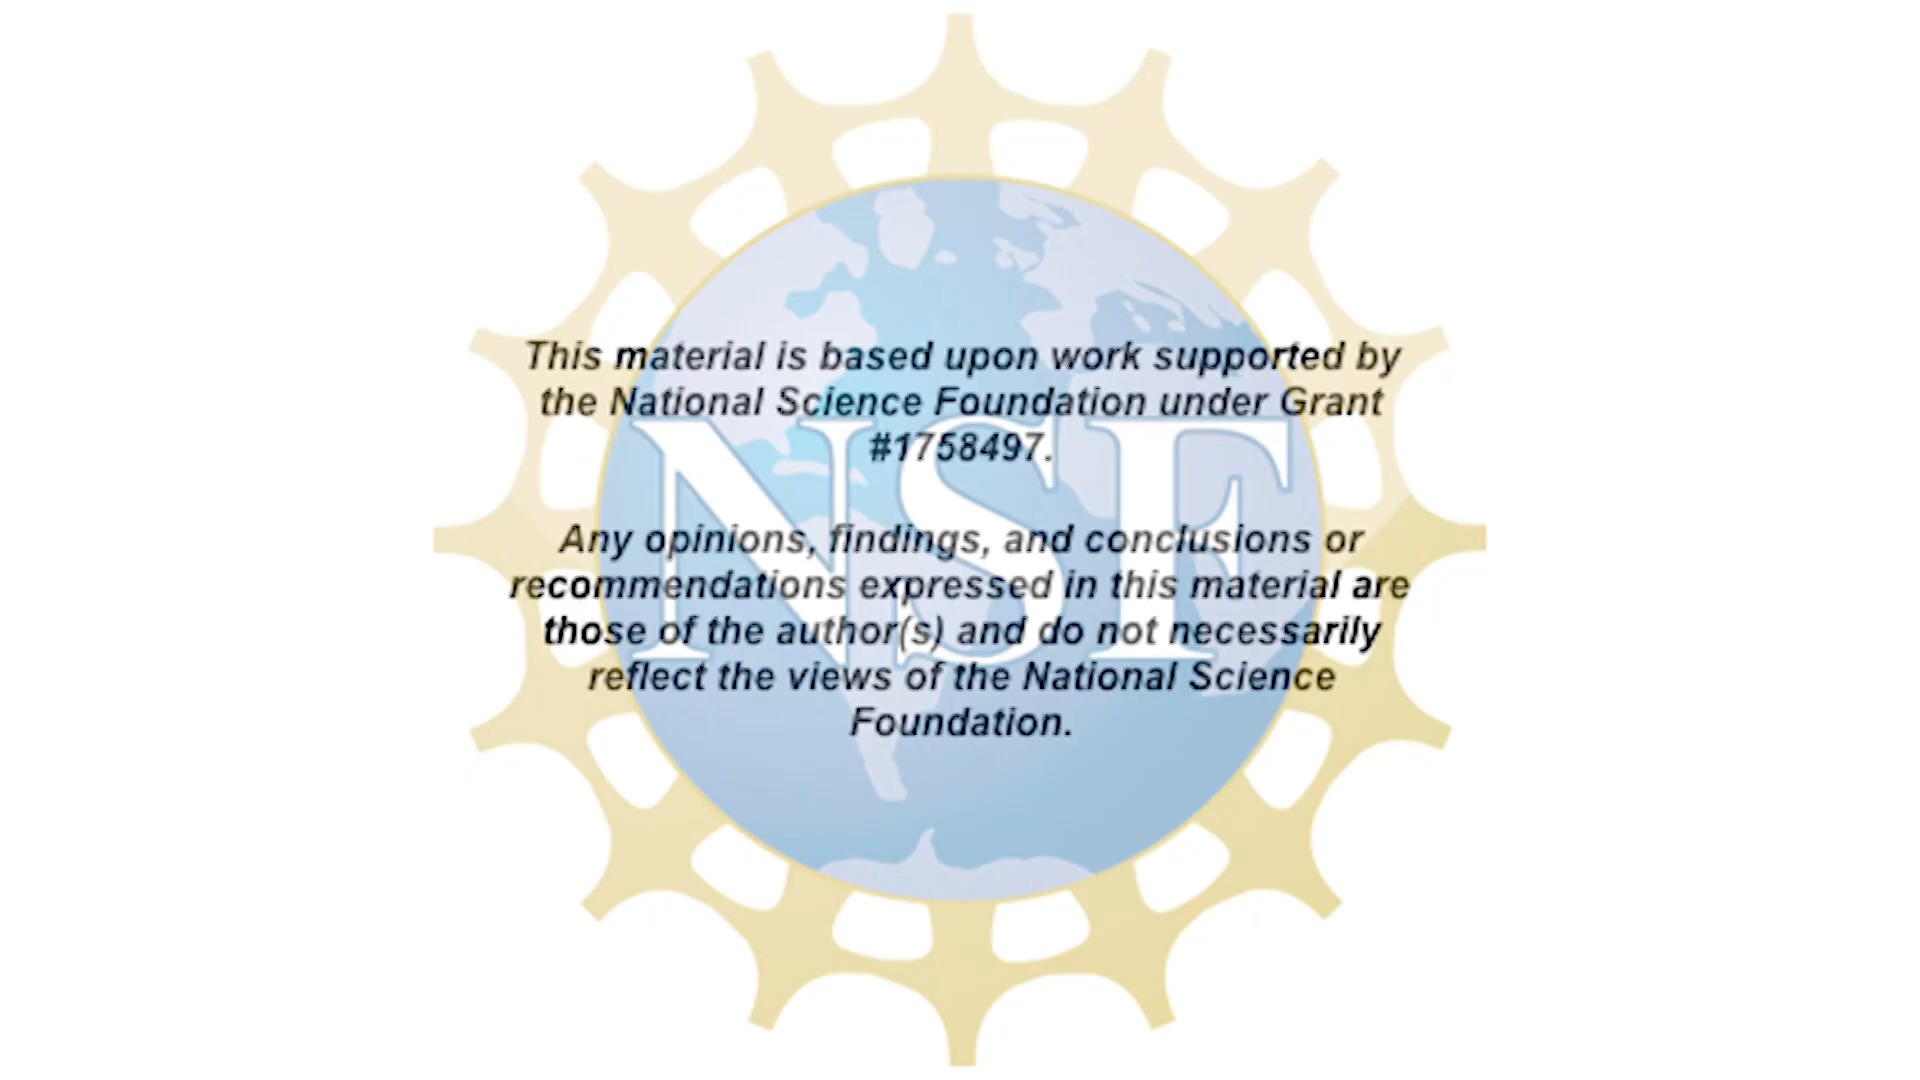 This material is based upon work supported by
the National Science Foundation under Grant
#1758497.
NSF
Any opinions, findings, and conclusions or
recommendations expressed in this material are
those of the author(s) and do not necessarily
reflect the views of the National Science
Foundation.